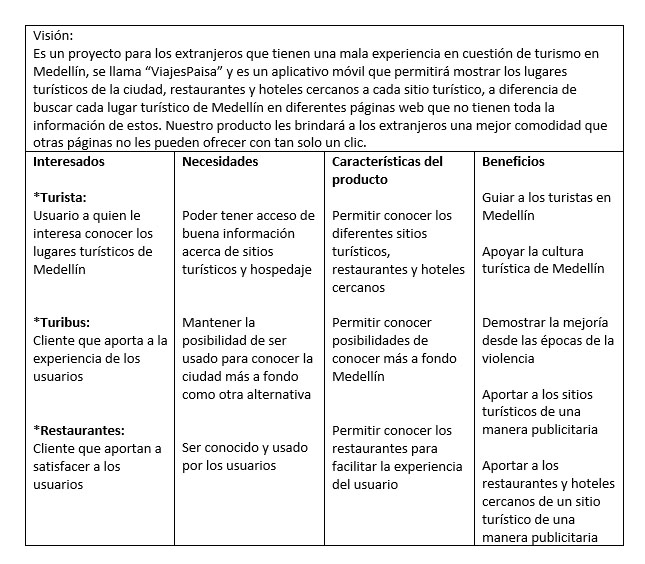 Visión:
Es un proyecto para los extranjeros que tienen una mala experiencia en cuestión de turismo en
Medellín, se llama “ViajesPaisa” y es un aplicativo móvil que permitirá mostrar los lugares
turísticos de la ciudad, restaurantes y hoteles cercanos a cada sitio turístico, a diferencia de
buscar cada lugar turístico de Medellín en diferentes páginas web que no tienen toda la
información de estos. Nuestro producto les brindará a los extranjeros una mejor comodidad que
otras páginas no les pueden ofrecer con tan solo un clic.
Interesados
*Turista:
Usuario a quien le
interesa conocer los
lugares turísticos de
Medellín
*Turibus:
Cliente que aporta a la
experiencia de los
usuarios
*Restaurantes:
Cliente que aportan a
satisfacer a los
usuarios
Necesidades
Poder tener acceso de
buena información
acerca de sitios
turísticos y hospedaje
Mantener la
posibilidad de ser
usado para conocer la
ciudad más a fondo
como otra alternativa
Ser conocido y usado
por los usuarios
Características del
producto
Permitir conocer los
diferentes sitios
turísticos,
restaurantes y hoteles
cercanos
Permitir conocer
posibilidades de
conocer más a fondo
Medellín
Permitir conocer los
restaurantes para
facilitar la experiencia
del usuario
Beneficios
Guiar a los turistas en
Medellín
Apoyar la cultura
turística de Medellín
Demostrar la mejoría
desde las épocas de la
violencia
Aportar a los sitios
turísticos de una
manera publicitaria
Aportar a los
restaurantes y hoteles
cercanos de un sitio
turístico de una
manera publicitaria